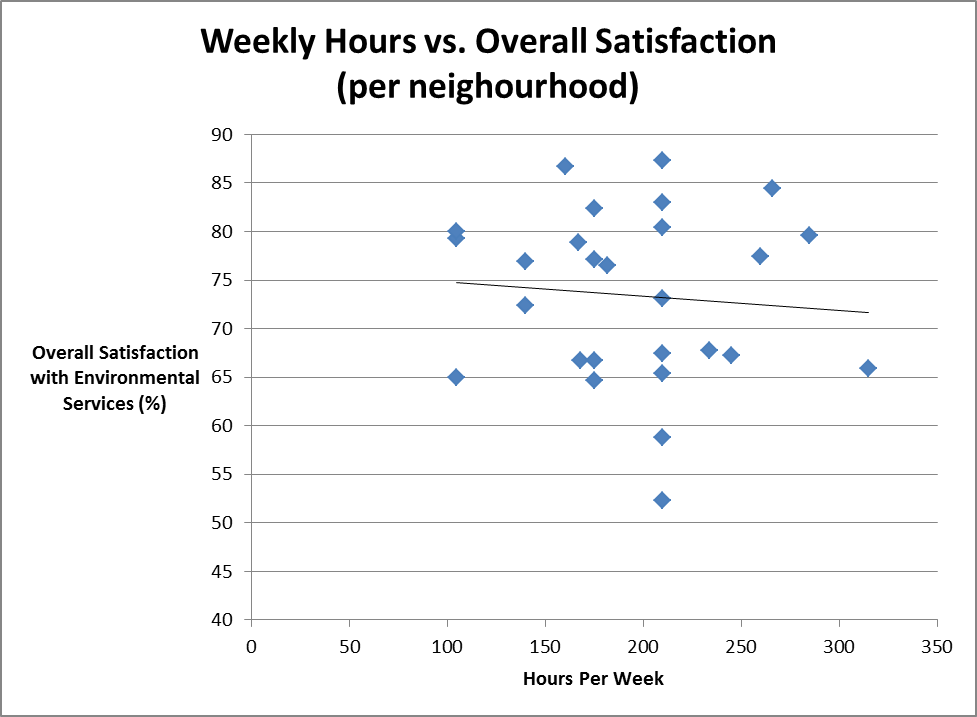 Weekly Hours vs. Overall Satisfaction
(per neighourhood)
90
85
80
75
70
65
60
55
50
45
40
Overall Satisfaction
with Environmental
Services (%)
0 50 100 150 200 250 300 350
Hours Per Week